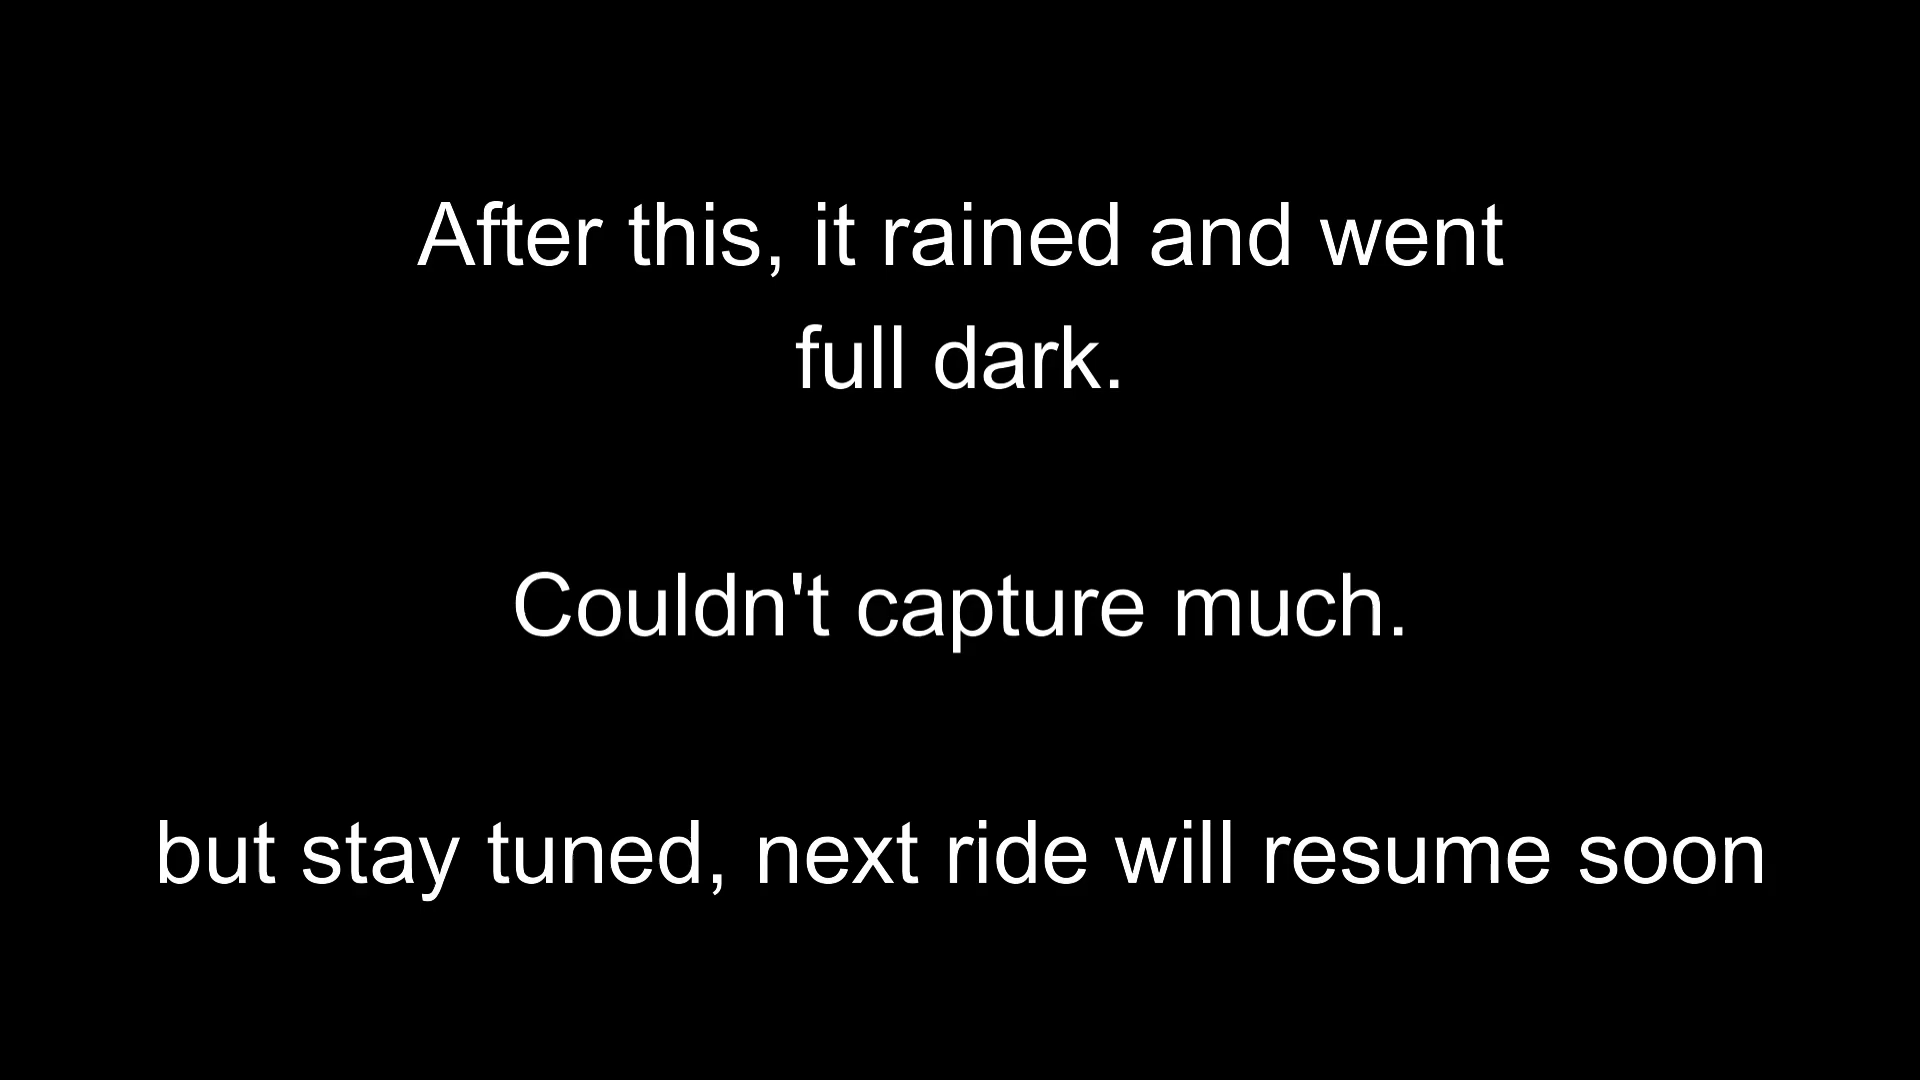 After this, it rained and went
full dark.
Couldn't capture much.
but stay tuned, next ride will resume soon